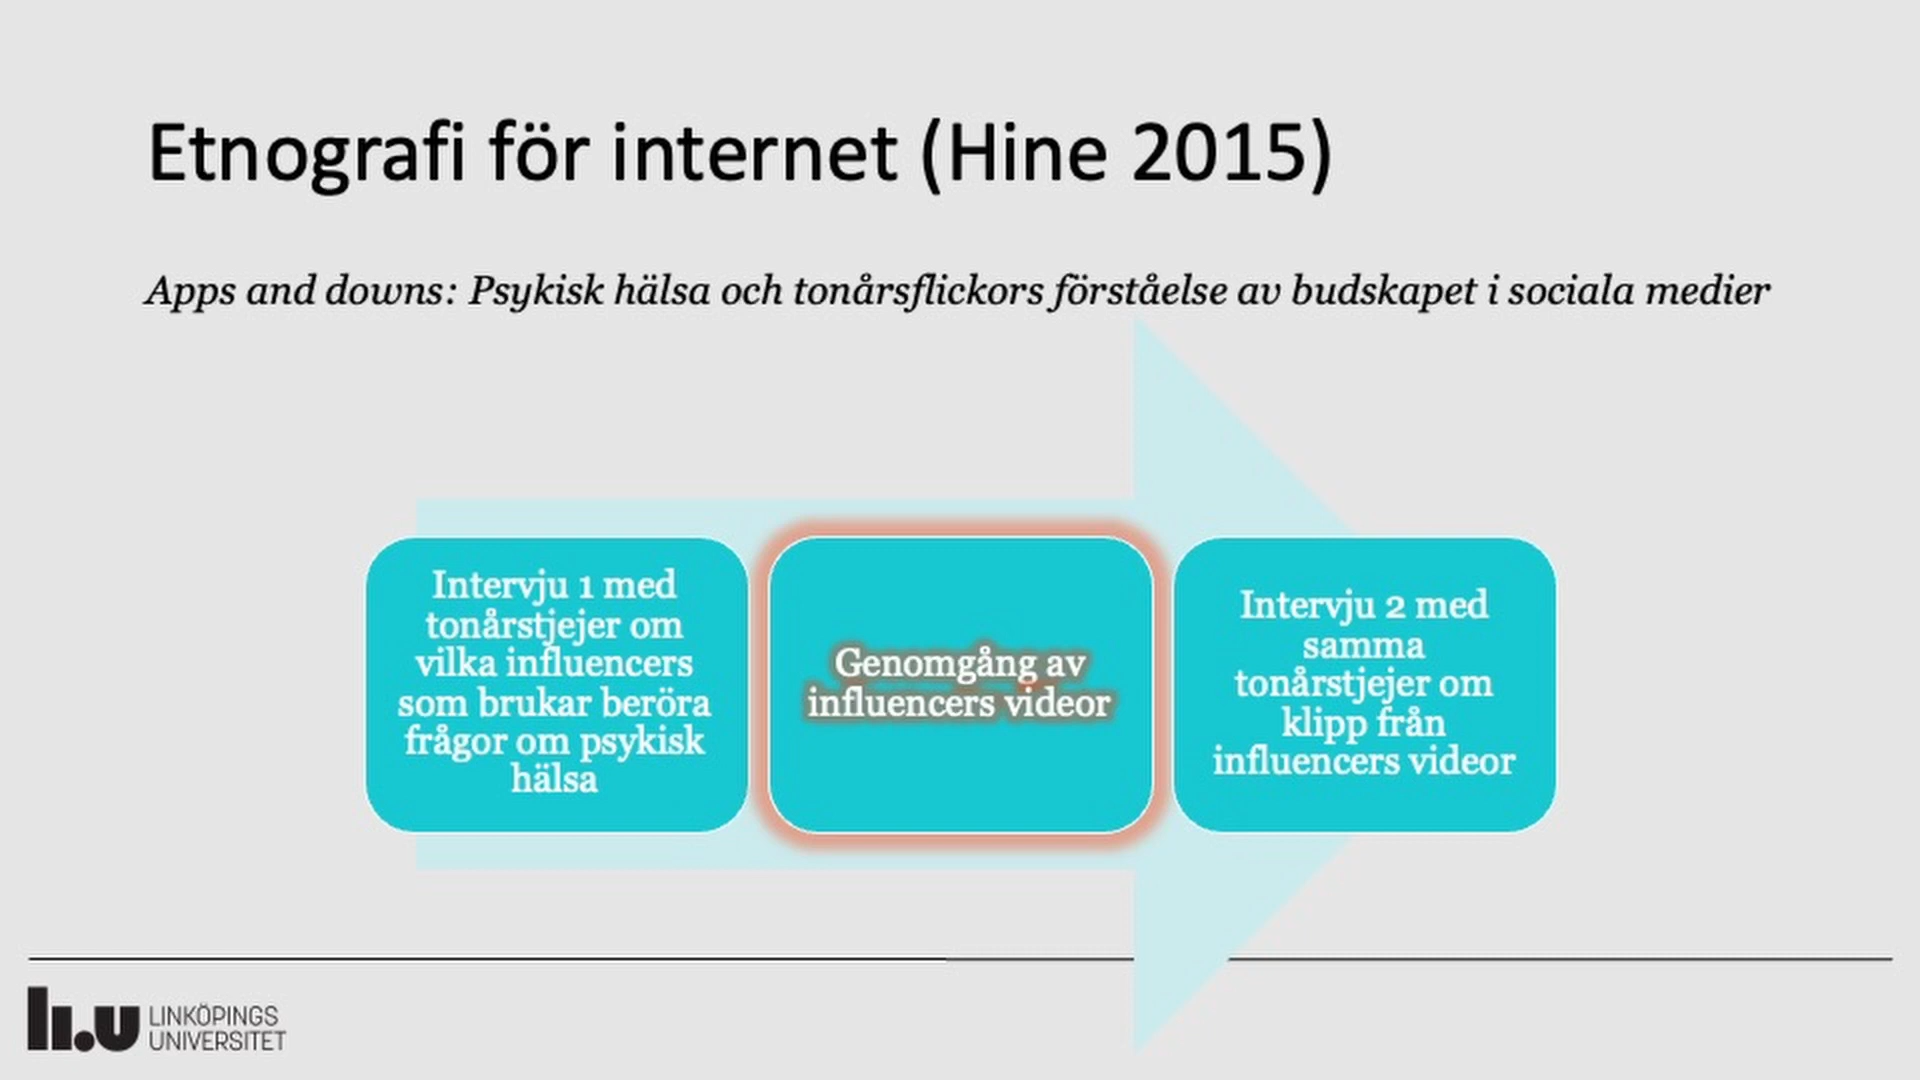 Etnografi för internet (Hine 2015)
Apps and downs: Psykisk hälsa och tonårsflickors förståelse av budskapet i sociala medier
Intervju 1 med
tonårstjejer om
vilka influencers
som brukar beröra
frågor om psykisk
hälsa
Genomgång av
influencers videor
Intervju 2 med
samma
tonårstjejer om
klipp från
influencers videor
li.u LINKÖPINGS
UNIVERSITET